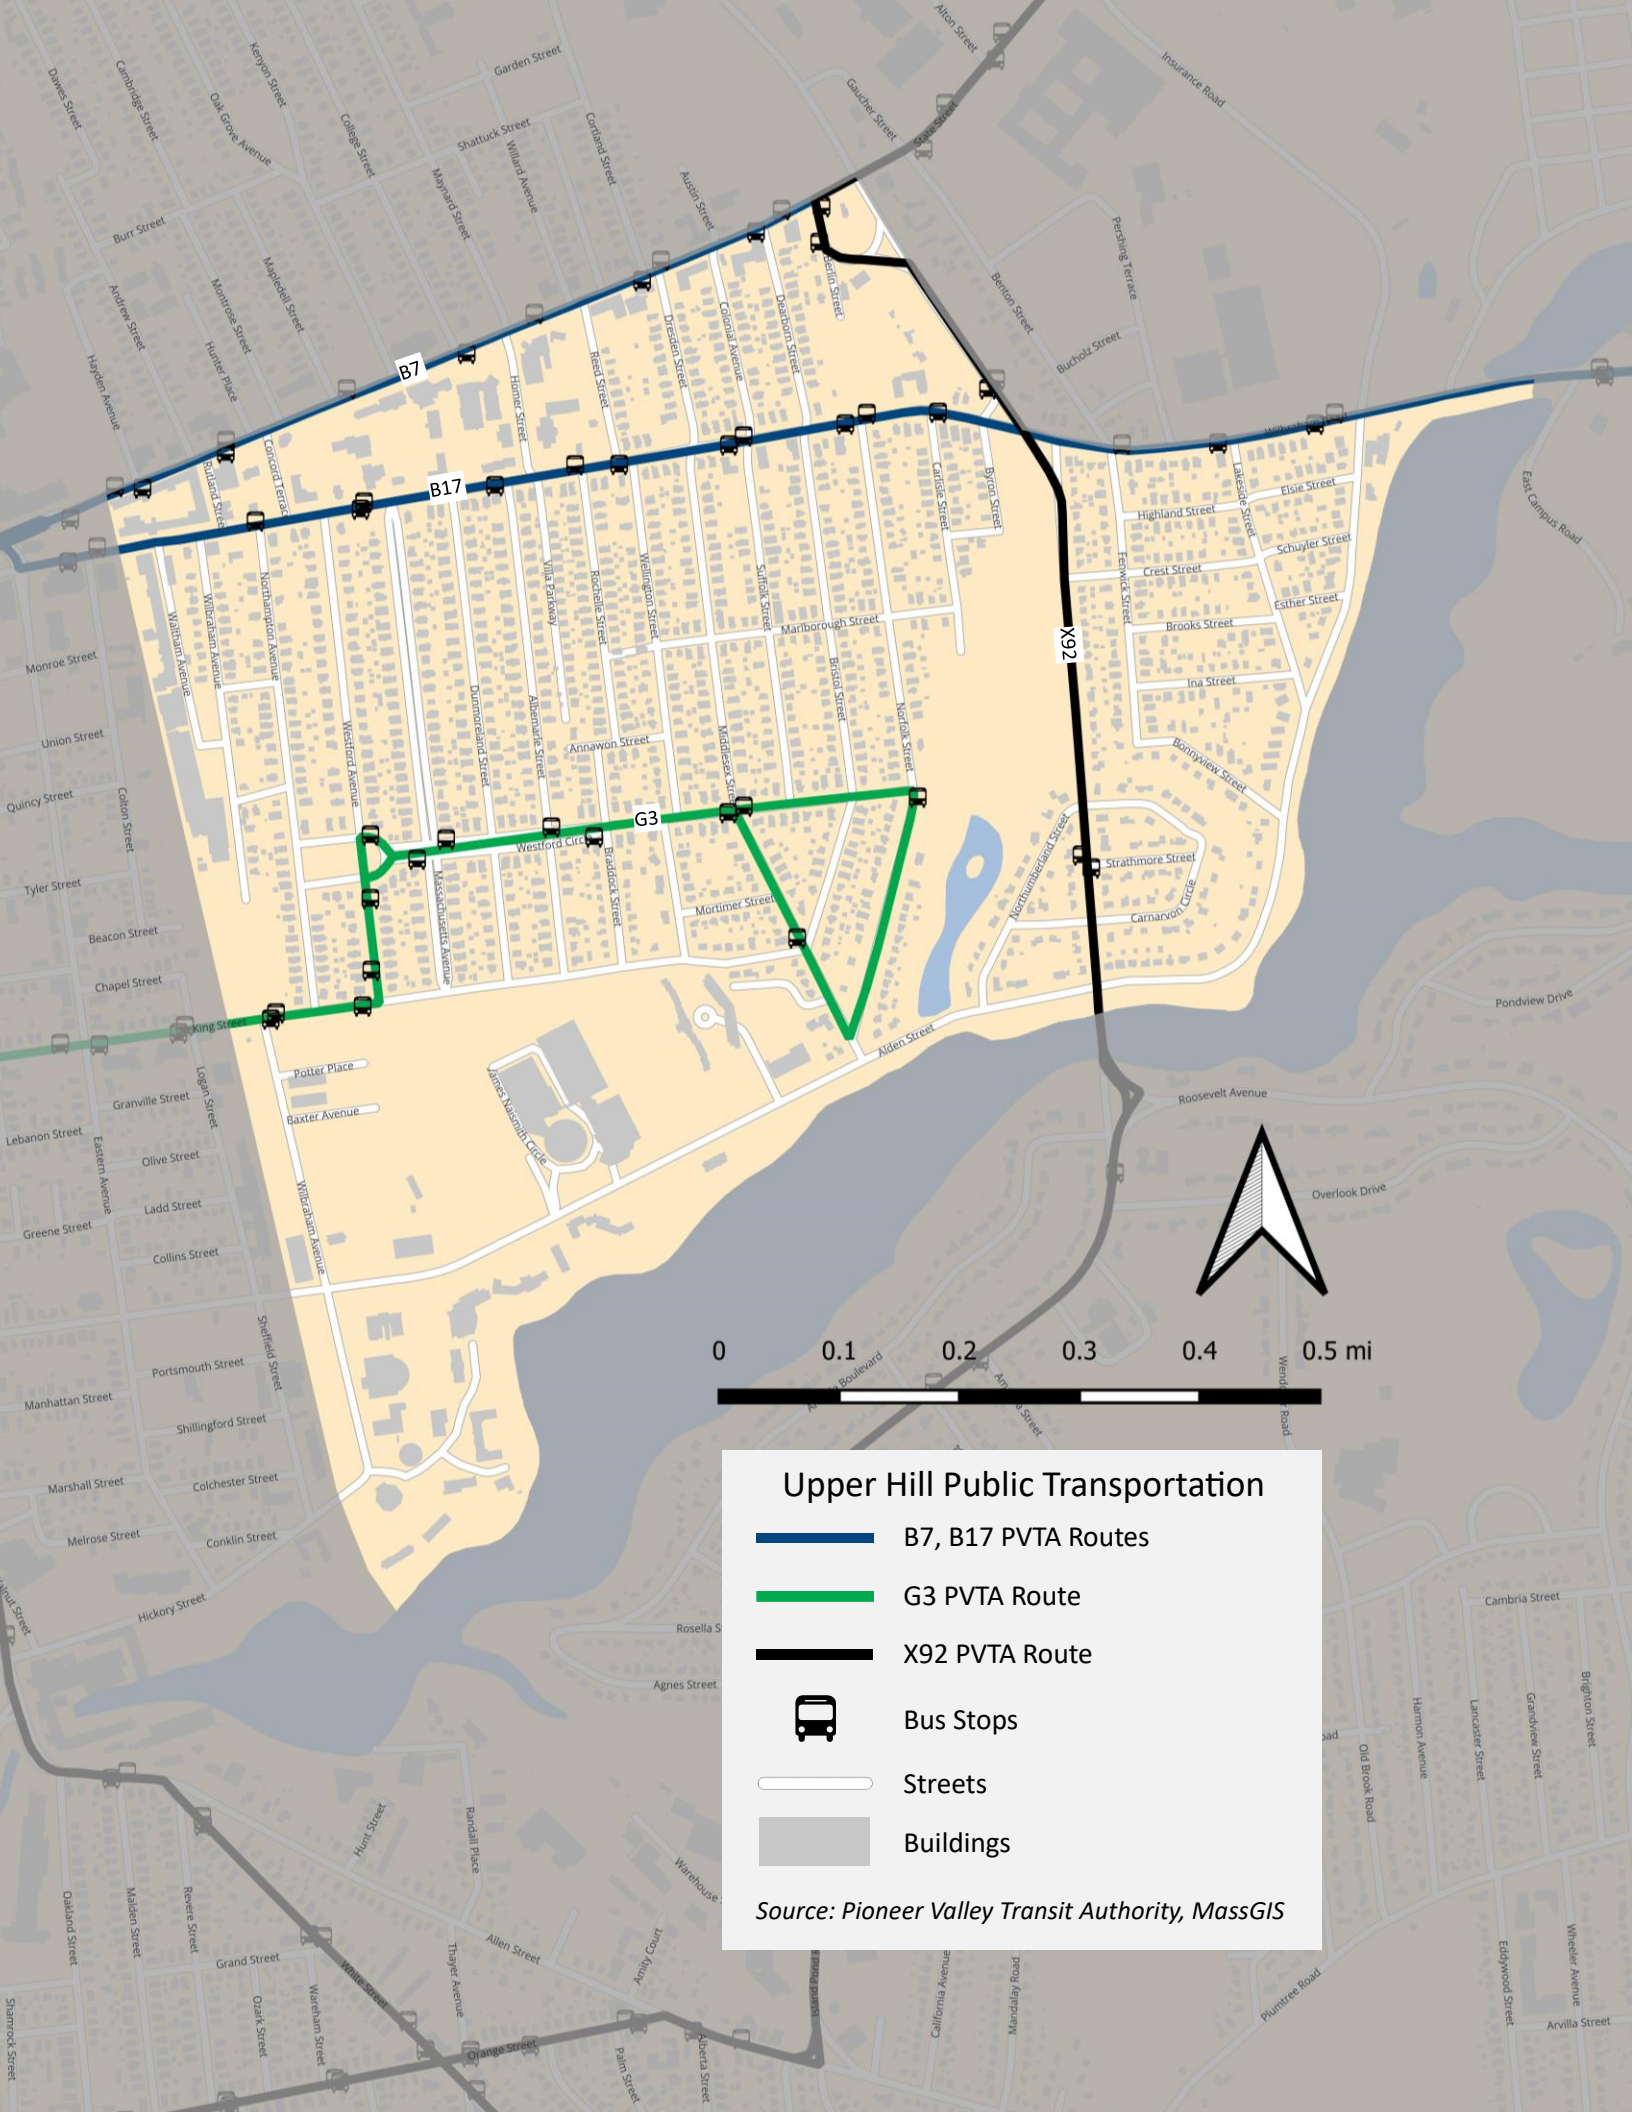 Alton Street
Insurance Road
Garden Street
Kenyon Street
Cambridge Street
Dawes Street
Oak Grove Avenue
College Street
Gaucher Street
State Street
Shattuck Street
Willard Avenue
Cortland Street
Maynard Street
Austin Street
Burr Street
Pershing Terrace
Mapledell Street
Montrose Street
Andrew Street
Berlin Street
Benton Street
Dearborn Street
Colonial Avenue
Dresden Street
Hunter Place
Hayden Avenue
Bucholz Street
Reed Street
Homer Street
B7
B17
Concord Terrac
Rutland Stree
Carlisle Street
Byron Street
Lakeside Street
Elsie Street
Highland Street
East Campus Road
Schuyler Street
Crest Street
Fenwick Street
Esther Street
Brooks Street
Villa Parkway
Rochelle Street
Wellington Street
Suffolk Street
Marlborough Street
Northampton Avenue
Wilbraham Avenue
Waltham Avenue
X92
Monroe Street
Bristol Street
Ina Street
Dunmoreland Street
Albemarle Street
Norfolk Street
Middlesex Stre
Westford Avenue
Union Street
Annawon Street
Bonnyview Street
Quincy Street
Colton Street
G3
Westford Circ
Northumberland Street
Strathmore Street
Carnarvon Circle
Tyler Street
Massachusetts Avenue
Braddock Street
Mortimer Street
Beacon Street
Chapel Street
Pondview Drive
King Street
Alden Street
Potter Place
Logan Street
James Naismith Circle
Roosevelt Avenue
Granville Street
Baxter Avenue
Lebanon Street
Eastern Avenue
Olive Street
Overlook Drive
Ladd Street
Wilbraham Avenue
Greene Street
Collins Street
0 0.1 0.2 0.3 0.4 0.5 mi
Sheffield Street
Portsmouth Street
Boulevard
Street
Road
Manhattan Street
Shillingford Street
Marshall Street
Colchester Street
Melrose Street
Conklin Street
Hickory Street
Upper Hill Public Transportation
B7, B17 PVTA Routes
G3 PVTA Route
X92 PVTA Route
Bus Stops
Streets
Buildings
Source: Pioneer Valley Transit Authority, MassGIS
Cambria Street
Rosella S
Agnes Street
Harmon Avenue
Lancaster Street
Grandview Street
Brighton Street
oad
Old Brook Road
Hunt Street
Randall Place
Warehouse
Oakland Street
Malden Street
Revere Street
Allen Street
Amity Court
Grand Street
White Street
Thayer Avenue
California Avenue
Mandalay Road
Plumtree Road
Eddywood Street
Wheeler Avenue
Shamrock Street
Ozark Street
Wareham Street
Orange Street
Palm Street
Alberta Street
Arvilla Street